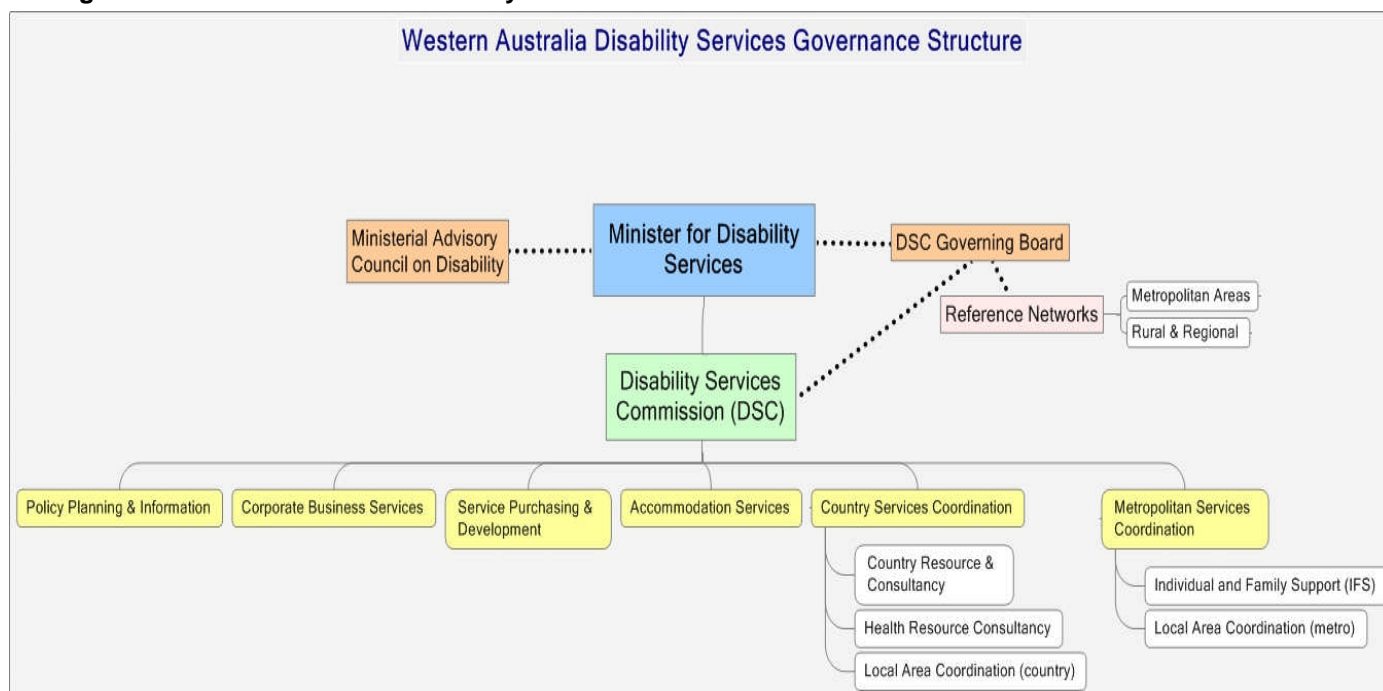 Western Australia Disability Services Governance Structure
Ministerial Advisory
Council on Disability
Minister for Disability
Services
DSC Governing Board
Reference Networks
Metropolitan Areas
Rural & Regional
Disability Services
Commission (DSC)
Policy Planning & Information
Corporate Business Services
Service Purchasing &
Development
Accommodation Services
Country Services Coordination
Country Resource &
Consultancy
Health Resource Consultancy
Local Area Coordination (country)
Metropolitan Services
Coordination
Individual and Family Support (IFS)
Local Area Coordination (metro)